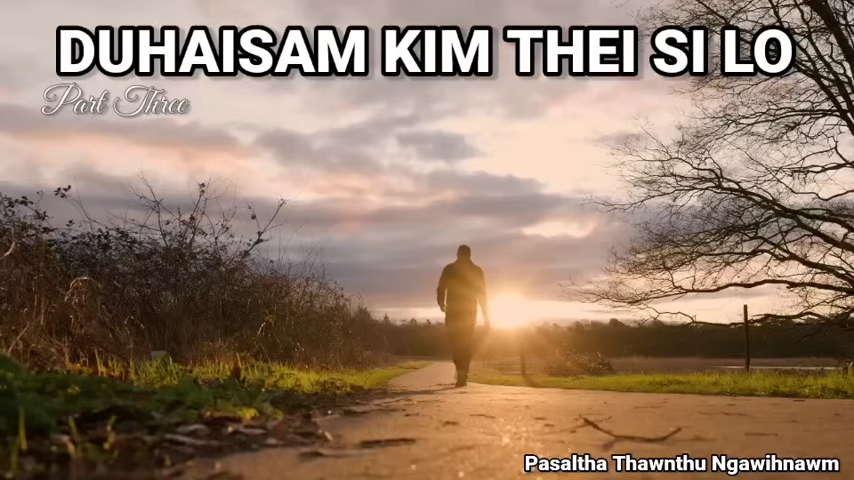 DUHAISAM KIM THEI SI LO
Part Three
Pasaltha Thawnthu Ngawihnawm